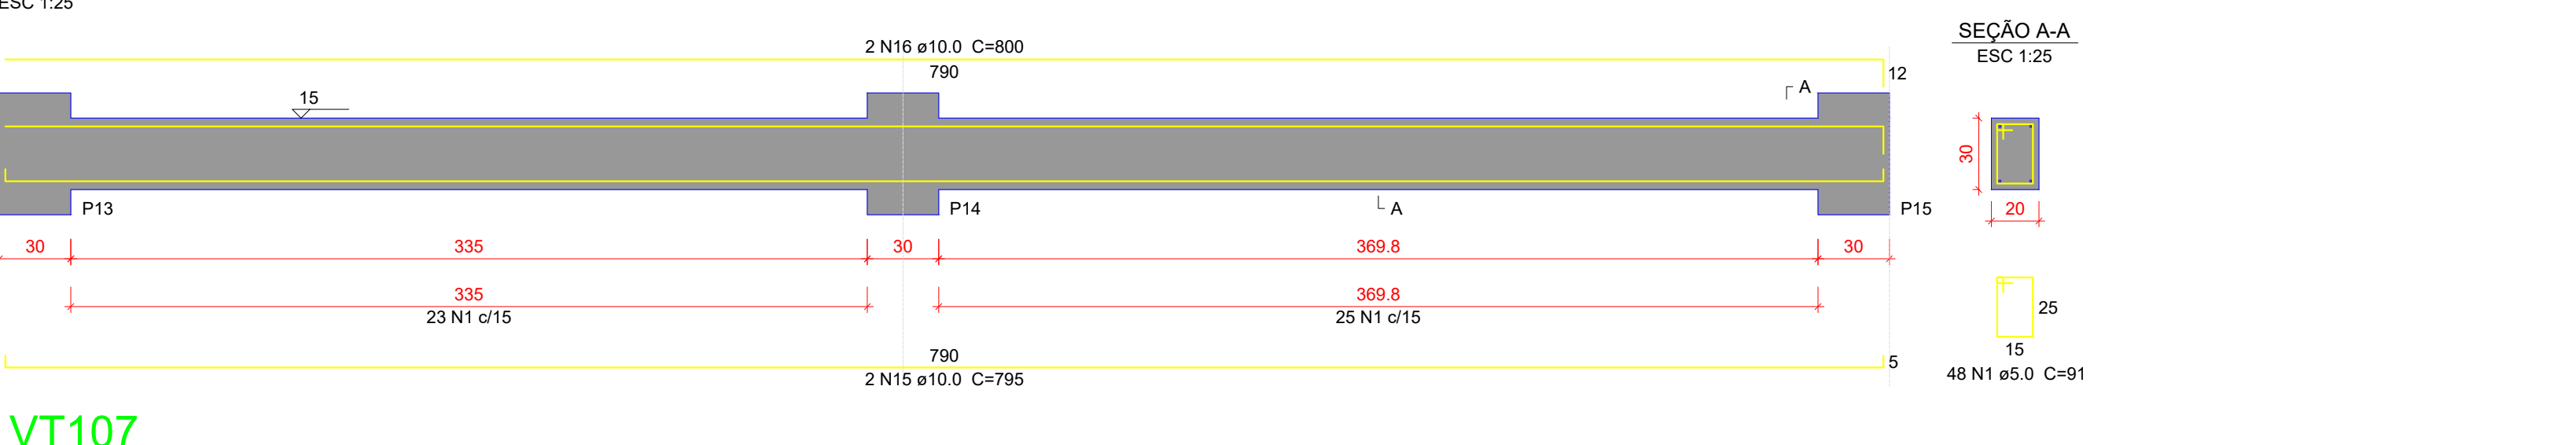 ESC 1:25
2 N16 ø10.0 C=800
790
12
SEÇÃO A-A
ESC 1:25
15
A
30
P13
P14
A
P15
20
30
335
30
369.8
30
335
369.8
23 N1 c/15
25 N1 c/15
25
15
48 N1 ø5.0 C=91
790
5
2 N15 ø10.0 C=795
VT107